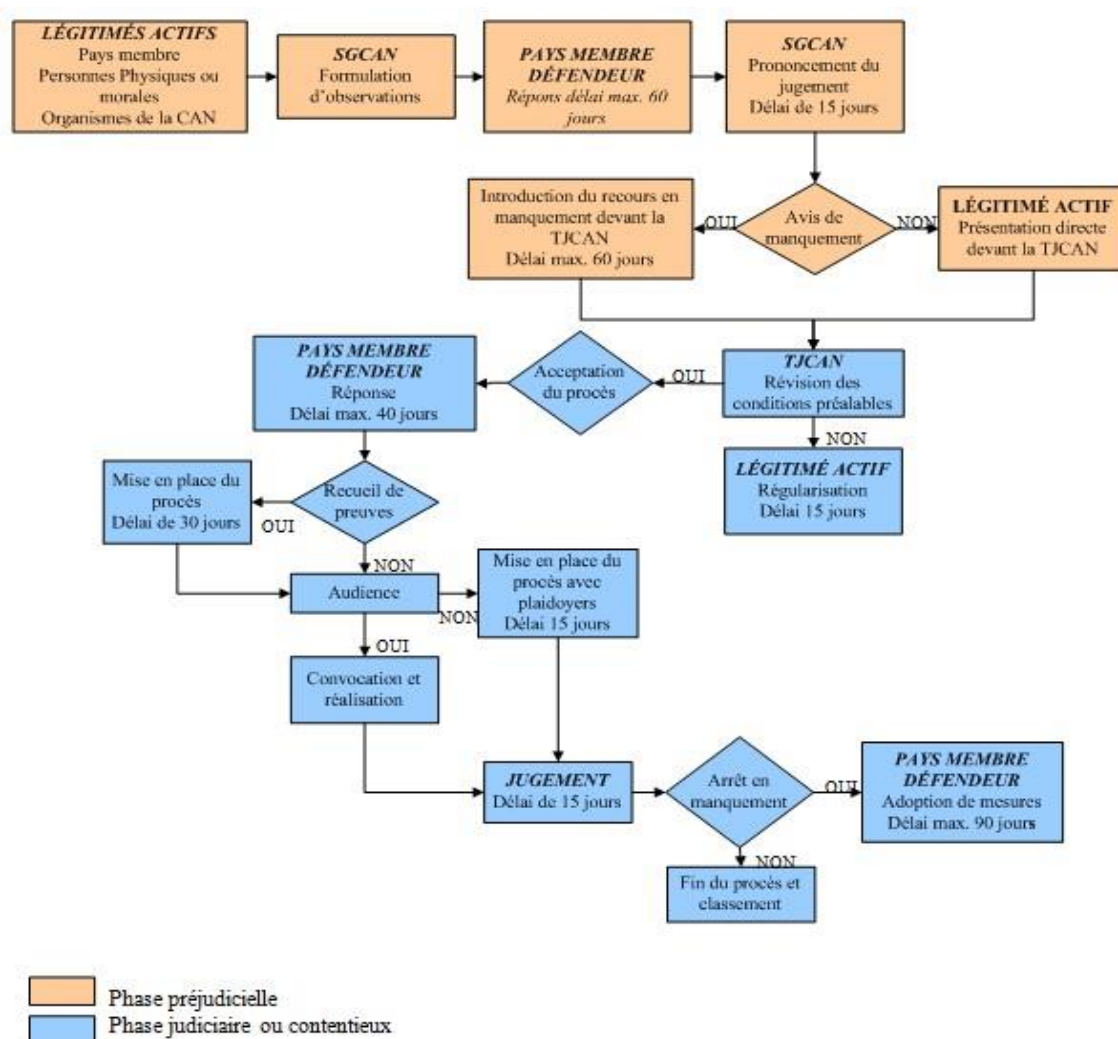 LÉGITIMÉS ACTIFS
Pays membre
Personnes Physiques ou
morales
Organismes de la CAN
SGCAN
Formulation
d'observations
PAYS MEMBRE
DÉFENDEUR
Répons délai max. 60
jours
SGCAN
Prononcement du
jugement
Délai de 15 jours
Introduction du recours en
manquement devant la
TJCAN
Délai max. 60 jours
OUI
Avis de
manquement
NON
LÉGITIMÉ ACTIF
Présentation directe
devant la TJCAN
PAYS MEMBRE
DÉFENDEUR
Réponse
Délai max. 40 jours
Acceptation
du procès
OUI
TJCAN
Révision des
conditions préalables
NON
LÉGITIMÉ ACTIF
Régularisation
Délai 15 jours
Mise en place du
procès
Délai de 30 jours
OUI
Recueil de
preuves
NON
Audience
NON
Mise en place du
procès avec
plaidoyers
Délai 15 jours
OUI
Convocation et
réalisation
JUGEMENT
Délai de 15 jours
Arrêt en
manquement
OUI
PAYS MEMBRE
DÉFENDEUR
Adoption de mesures
Délai max. 90 jours
NON
Fin du procès et
classement
Phase préjudicielle
Phase judiciaire ou contentieux